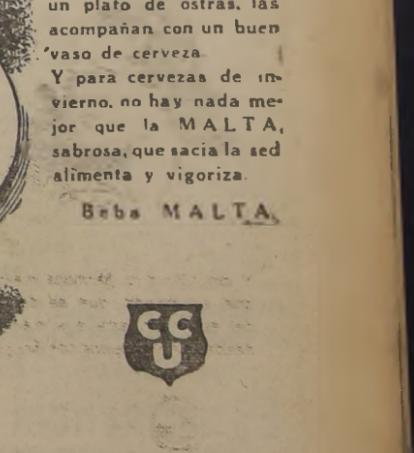 un plato de ostras, las
acompañan con un buen
vaso de cerveza
Y para cervezas de in-
vierno, no hay nada me-
jor que la MALTA,
sabrosa, que sacia la sed
alimenta y vigoriza.
Beba MALTA.
CC
U